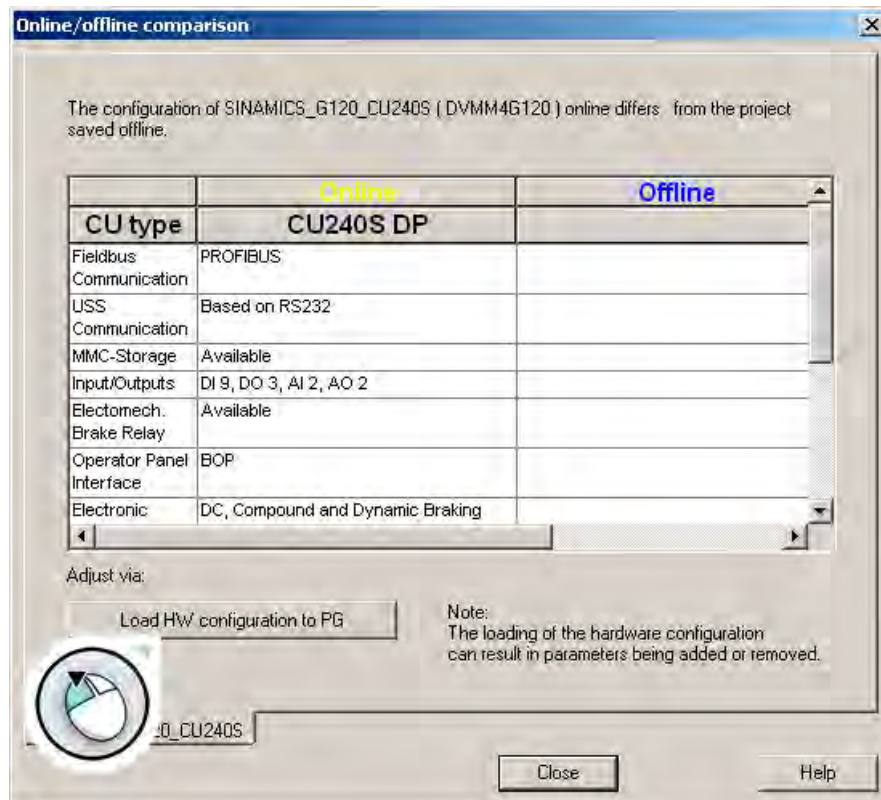 Online/offline comparison
The configuration of SINAMICS_G120_CU240S ( DVMM4G120 ) online differs from the project
saved offline.
Online Offline
CU type CU240S DP
Fieldbus PROFIBUS
Communication
USS Based on RS232
Communication
MMC-Storage Available
Input/Outputs DI 9, DO 3, AI 2, AO 2
Electomech. Available
Brake Relay
Operator Panel BOP
Interface
Electronic DC, Compound and Dynamic Braking
Adjust via:
Load HW configuration to PG
Note:
The loading of the hardware configuration
can result in parameters being added or removed.
20_CU240S
Close Help